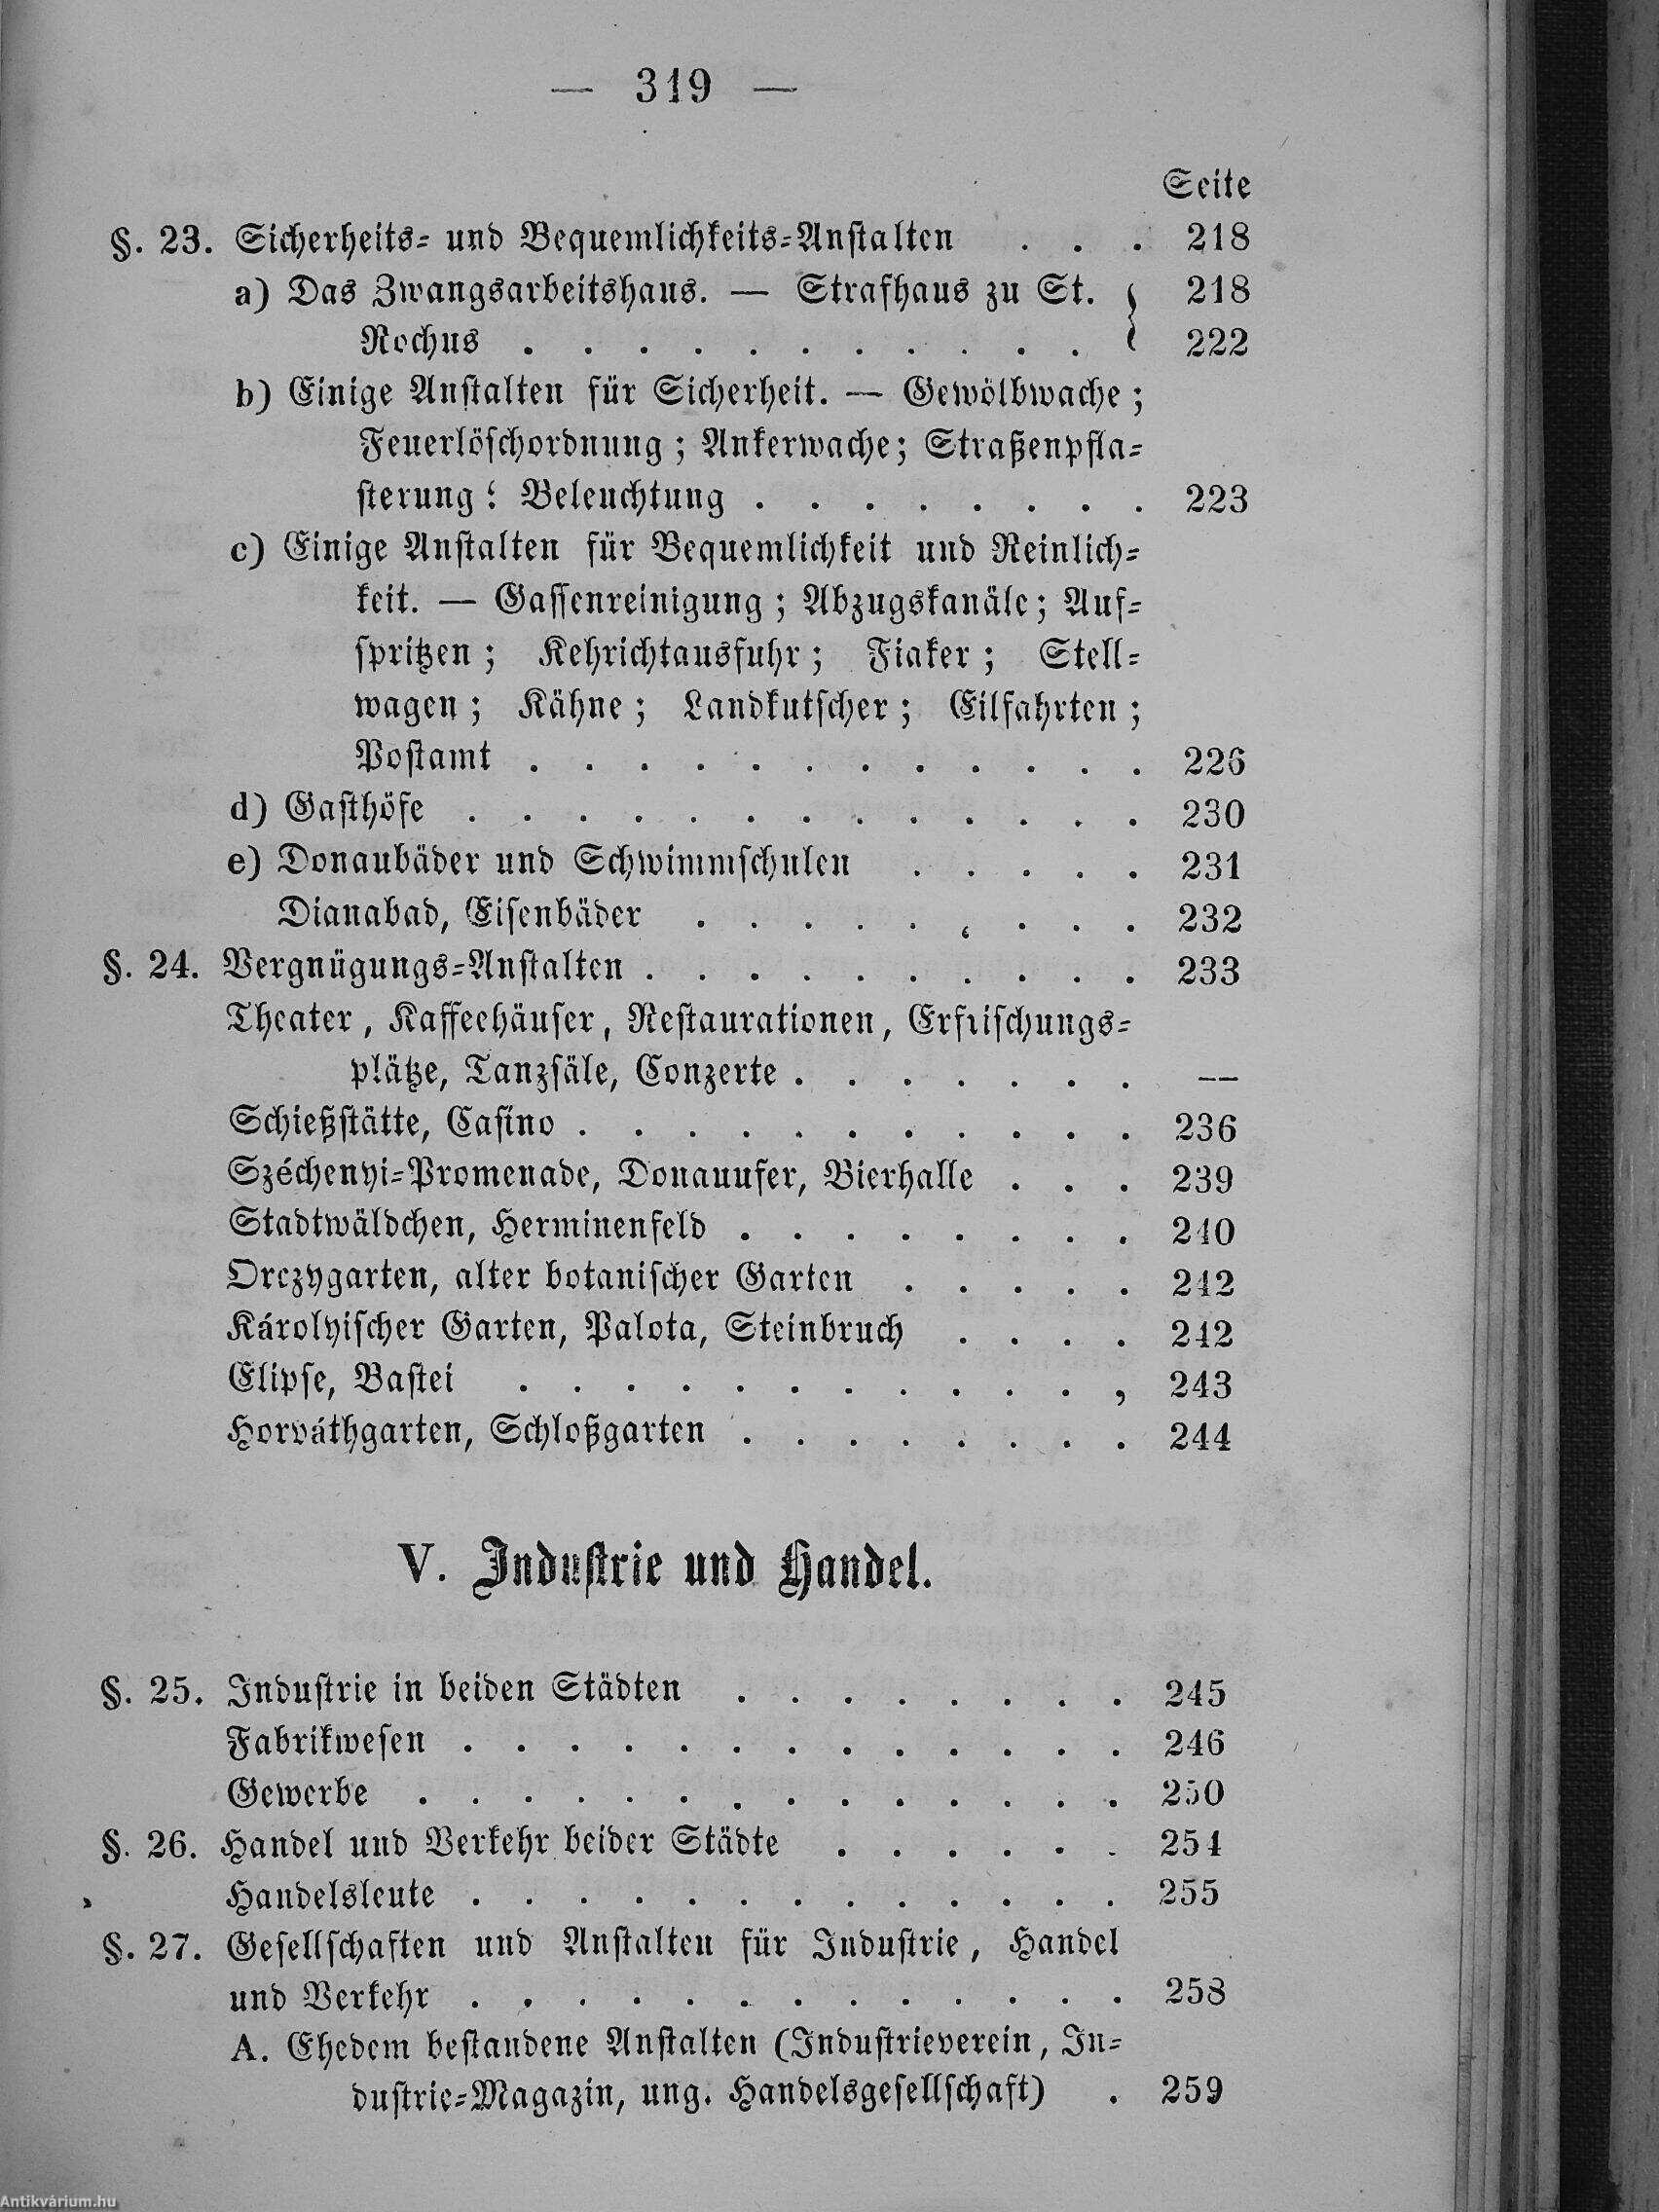 — 319 —
Seite
§. 23. Sicherheits- und Bequemlichkeits-Anstalten . . . 218
a) Das Zwangsarbeitshaus. — Strafhaus zu St. } 218
Rochus . . . . . . . . . . . 222
b) Einige Anstalten für Sicherheit. — Gewölbwache;
Feuerlöschordnung; Ankerwache; Straßenpfla-
sterung; Beleuchtung . . . . . . . . 223
c) Einige Anstalten für Bequemlichkeit und Reinlich-
keit. — Gassenreinigung; Abzugskanäle; Auf-
spritzen; Kehrichtausfuhr; Fiaker; Stell-
wagen; Kähne; Landkutscher; Eilfahrten;
Postamt . . . . . . . . . . . . 226
d) Gasthöfe . . . . . . . . . . . . . 230
e) Donaubäder und Schwimmschulen . . . . . 231
Dianabad, Eisenbäder . . . . . . . . . 232
§. 24. Vergnügungs-Anstalten . . . . . . . . . . 233
Theater, Kaffeehäuser, Restaurationen, Erfrischungs-
plätze, Tanzsäle, Conzerte . . . . . . . —
Schießstätte, Casino . . . . . . . . . . . 236
Széchenyi-Promenade, Donauufer, Bierhalle . . . 239
Stadtwäldchen, Herminenfeld . . . . . . . . 240
Orczygarten, alter botanischer Garten . . . . . 242
Károlyischer Garten, Palota, Steinbruch . . . . 242
Elipse, Bastei . . . . . . . . . . . , 243
Horváthgarten, Schloßgarten . . . . . . . . 244
V. Industrie und Handel.
§. 25. Industrie in beiden Städten . . . . . . . . 245
Fabrikwesen . . . . . . . . . . . . . 246
Gewerbe . . . . . . . . . . . . . . 250
§. 26. Handel und Verkehr beider Städte . . . . . . 254
Handelsleute . . . . . . . . . . . . . 255
§. 27. Gesellschaften und Anstalten für Industrie, Handel
und Verkehr . . . . . . . . . . . . . 258
A. Ehedem bestandene Anstalten (Industrieverein, In-
dustrie-Magazin, ung. Handelsgesellschaft) . 259
Antikvárium.hu